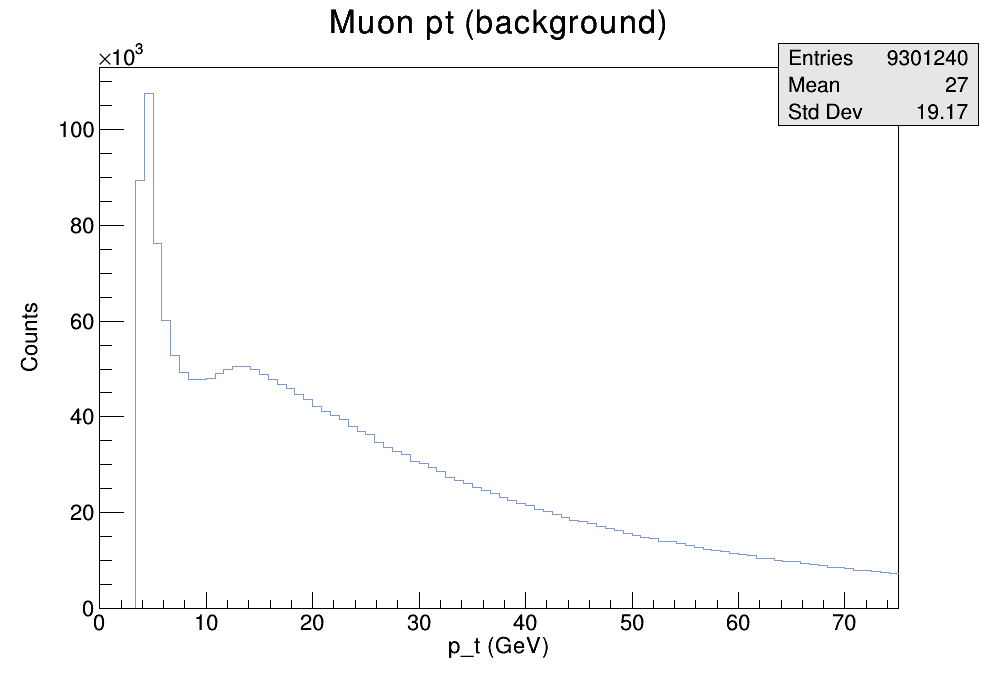 Muon pt (background)
×10³
Entries 9301240
Mean 27
Std Dev 19.17
100
80
60
40
20
0
Counts
0 10 20 30 40 50 60 70
p_t (GeV)